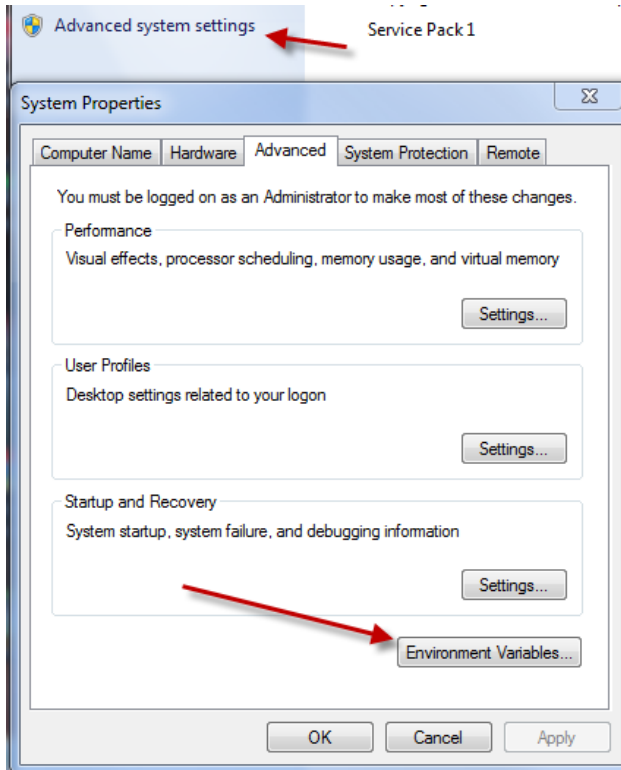 Advanced system settings
Service Pack 1
System Properties
Computer Name Hardware Advanced System Protection Remote
You must be logged on as an Administrator to make most of these changes.
Performance
Visual effects, processor scheduling, memory usage, and virtual memory
Settings...
User Profiles
Desktop settings related to your logon
Settings...
Startup and Recovery
System startup, system failure, and debugging information
Settings...
Environment Variables...
OK Cancel Apply